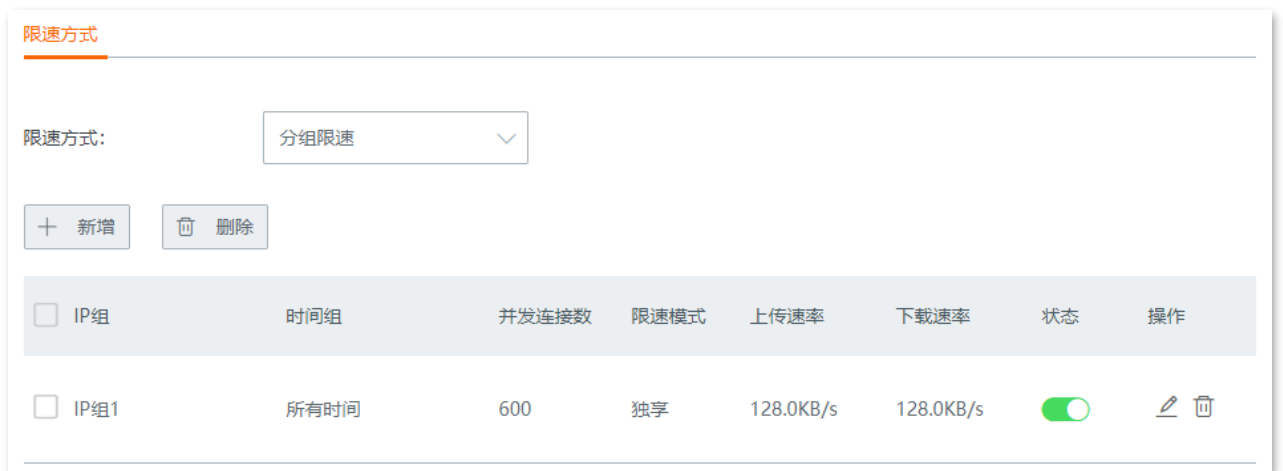 限速方式
限速方式： 分组限速
新增 删除
IP组 时间组 并发连接数 限速模式 上传速率 下载速率 状态 操作
IP组1 所有时间 600 独享 128.0KB/s 128.0KB/s